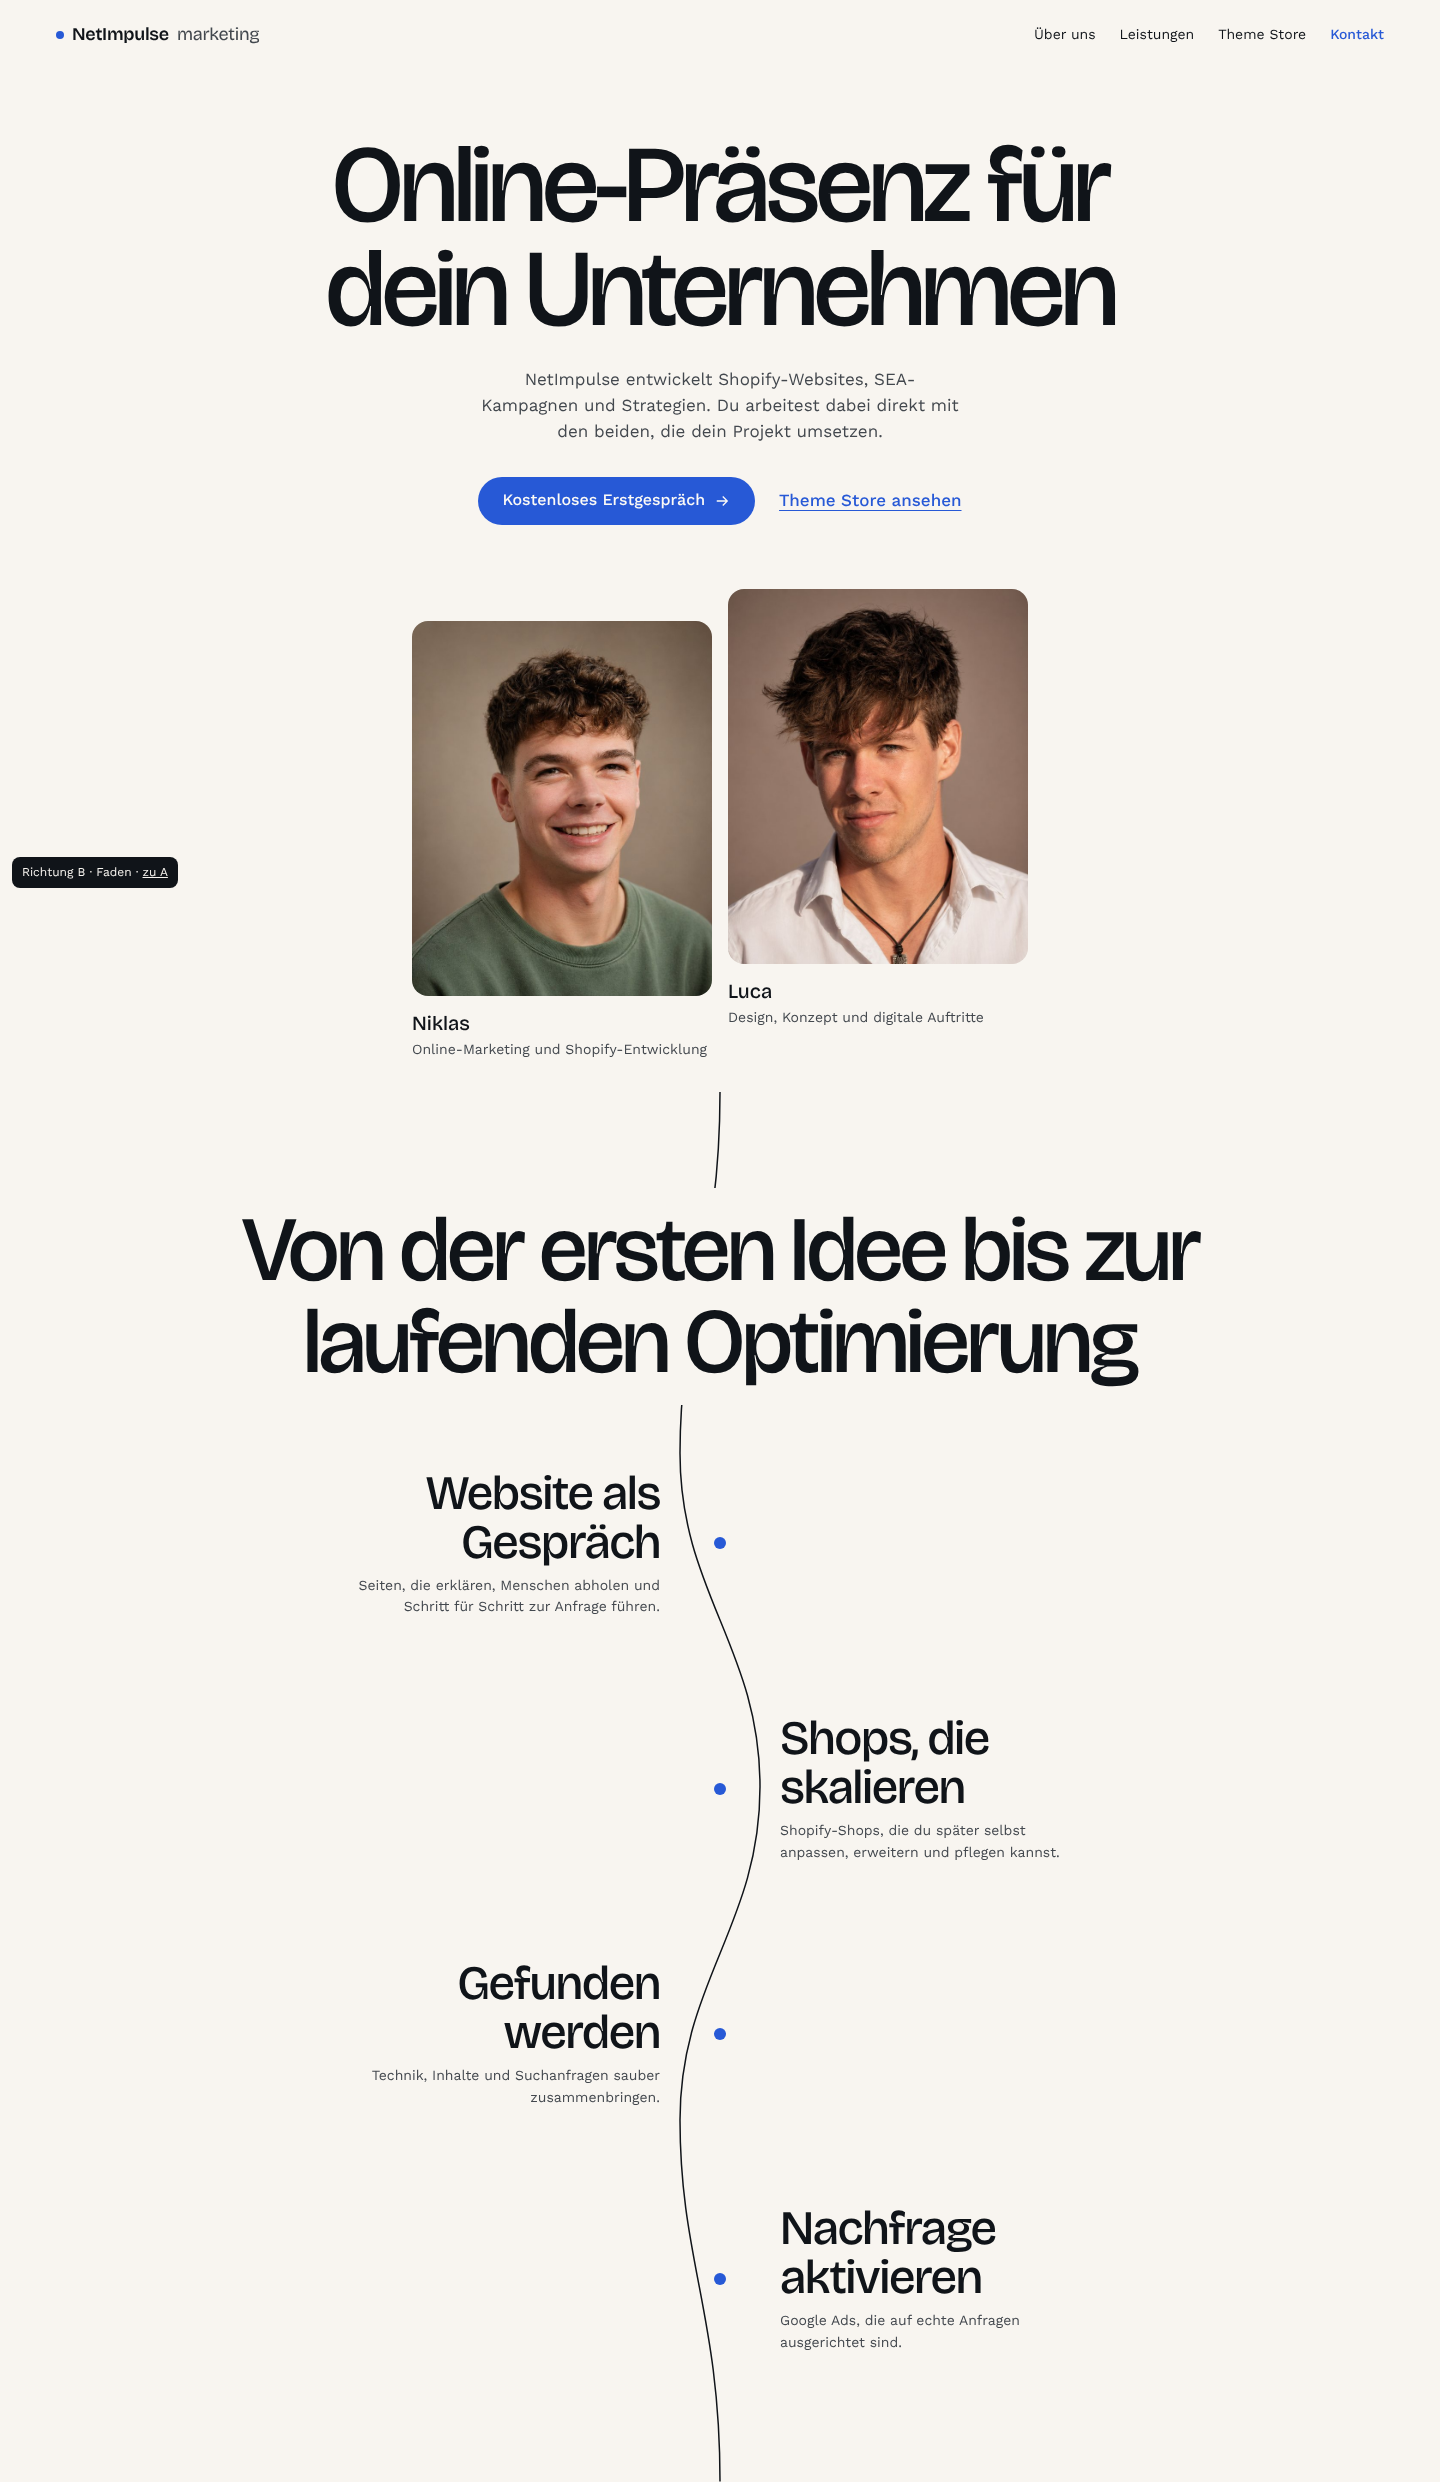 NetImpulse marketing
Über uns Leistungen Theme Store Kontakt
Online-Präsenz für
dein Unternehmen
NetImpulse entwickelt Shopify-Websites, SEA-
Kampagnen und Strategien. Du arbeitest dabei direkt mit
den beiden, die dein Projekt umsetzen.
Kostenloses Erstgespräch →
Theme Store ansehen
Richtung B · Faden · zu A
Niklas
Online-Marketing und Shopify-Entwicklung
Luca
Design, Konzept und digitale Auftritte
Von der ersten Idee bis zur
laufenden Optimierung
Website als
Gespräch
Seiten, die erklären, Menschen abholen und
Schritt für Schritt zur Anfrage führen.
Shops, die
skalieren
Shopify-Shops, die du später selbst
anpassen, erweitern und pflegen kannst.
Gefunden
werden
Technik, Inhalte und Suchanfragen sauber
zusammenbringen.
Nachfrage
aktivieren
Google Ads, die auf echte Anfragen
ausgerichtet sind.